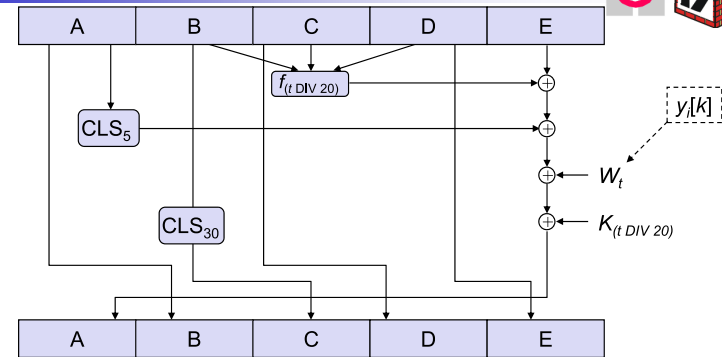 A B C D E
f(t DIV 20)
yᵢ[k]
CLS₅
Wₜ
CLS₃₀
K(t DIV 20)
A B C D E